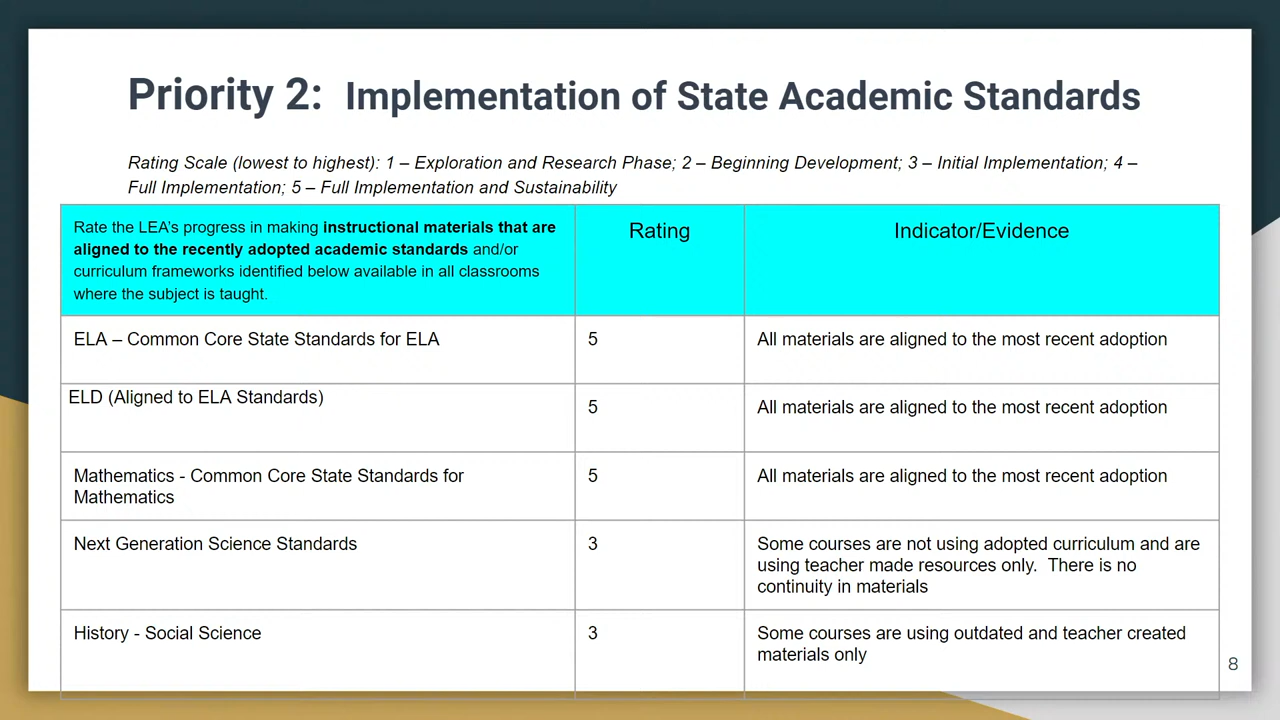 Priority 2: Implementation of State Academic Standards
Rating Scale (lowest to highest): 1 – Exploration and Research Phase; 2 – Beginning Development; 3 – Initial Implementation; 4 –
Full Implementation; 5 – Full Implementation and Sustainability
Rate the LEA's progress in making instructional materials that are
aligned to the recently adopted academic standards and/or
curriculum frameworks identified below available in all classrooms
where the subject is taught.
Rating
Indicator/Evidence
ELA – Common Core State Standards for ELA
5
All materials are aligned to the most recent adoption
ELD (Aligned to ELA Standards)
5
All materials are aligned to the most recent adoption
Mathematics - Common Core State Standards for
Mathematics
5
All materials are aligned to the most recent adoption
Next Generation Science Standards
3
Some courses are not using adopted curriculum and are
using teacher made resources only. There is no
continuity in materials
History - Social Science
3
Some courses are using outdated and teacher created
materials only
8